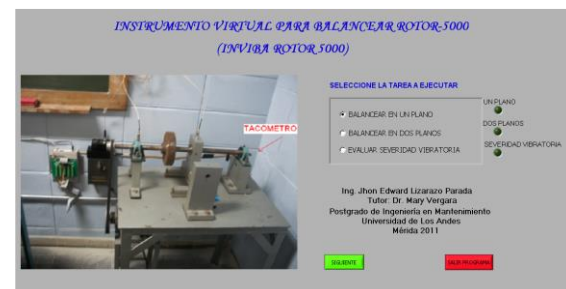 INSTRUMENTO VIRTUAL PARA BALANCEAR ROTOR-5000
(INVIBA ROTOR 5000)
SELECCIONE LA TAREA A EJECUTAR
TACOMETRO
BALANCEAR EN UN PLANO
BALANCEAR EN DOS PLANOS
EVALUAR SEVERIDAD VIBRATORIA
UN PLANO
DOS PLANOS
SEVERIDAD VIBRATORIA
Ing. Jhon Edward Lizarazo Parada
Tutor: Dr. Mary Vergara
Postgrado de Ingeniería en Mantenimiento
Universidad de Los Andes
Mérida 2011
SIGUIENTE
SALIR PROGRAMA